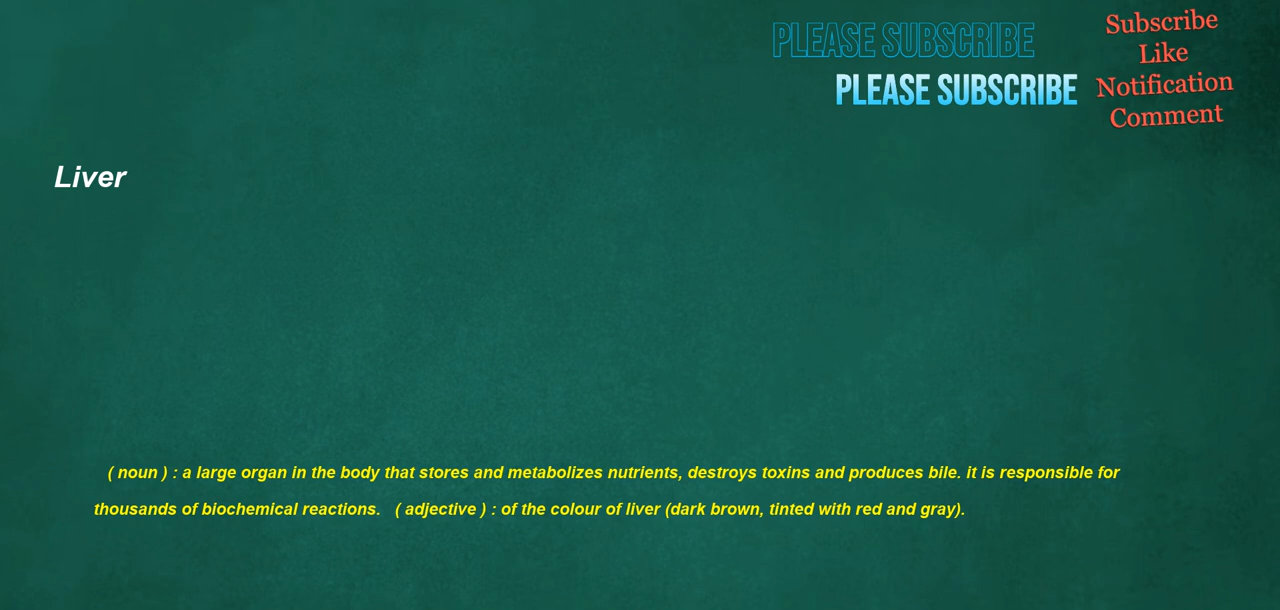 PLEASE SUBSCRIBE
PLEASE SUBSCRIBE
Subscribe
Like
Notification
Comment
Liver
( noun ) : a large organ in the body that stores and metabolizes nutrients, destroys toxins and produces bile. it is responsible for
thousands of biochemical reactions. ( adjective ) : of the colour of liver (dark brown, tinted with red and gray).